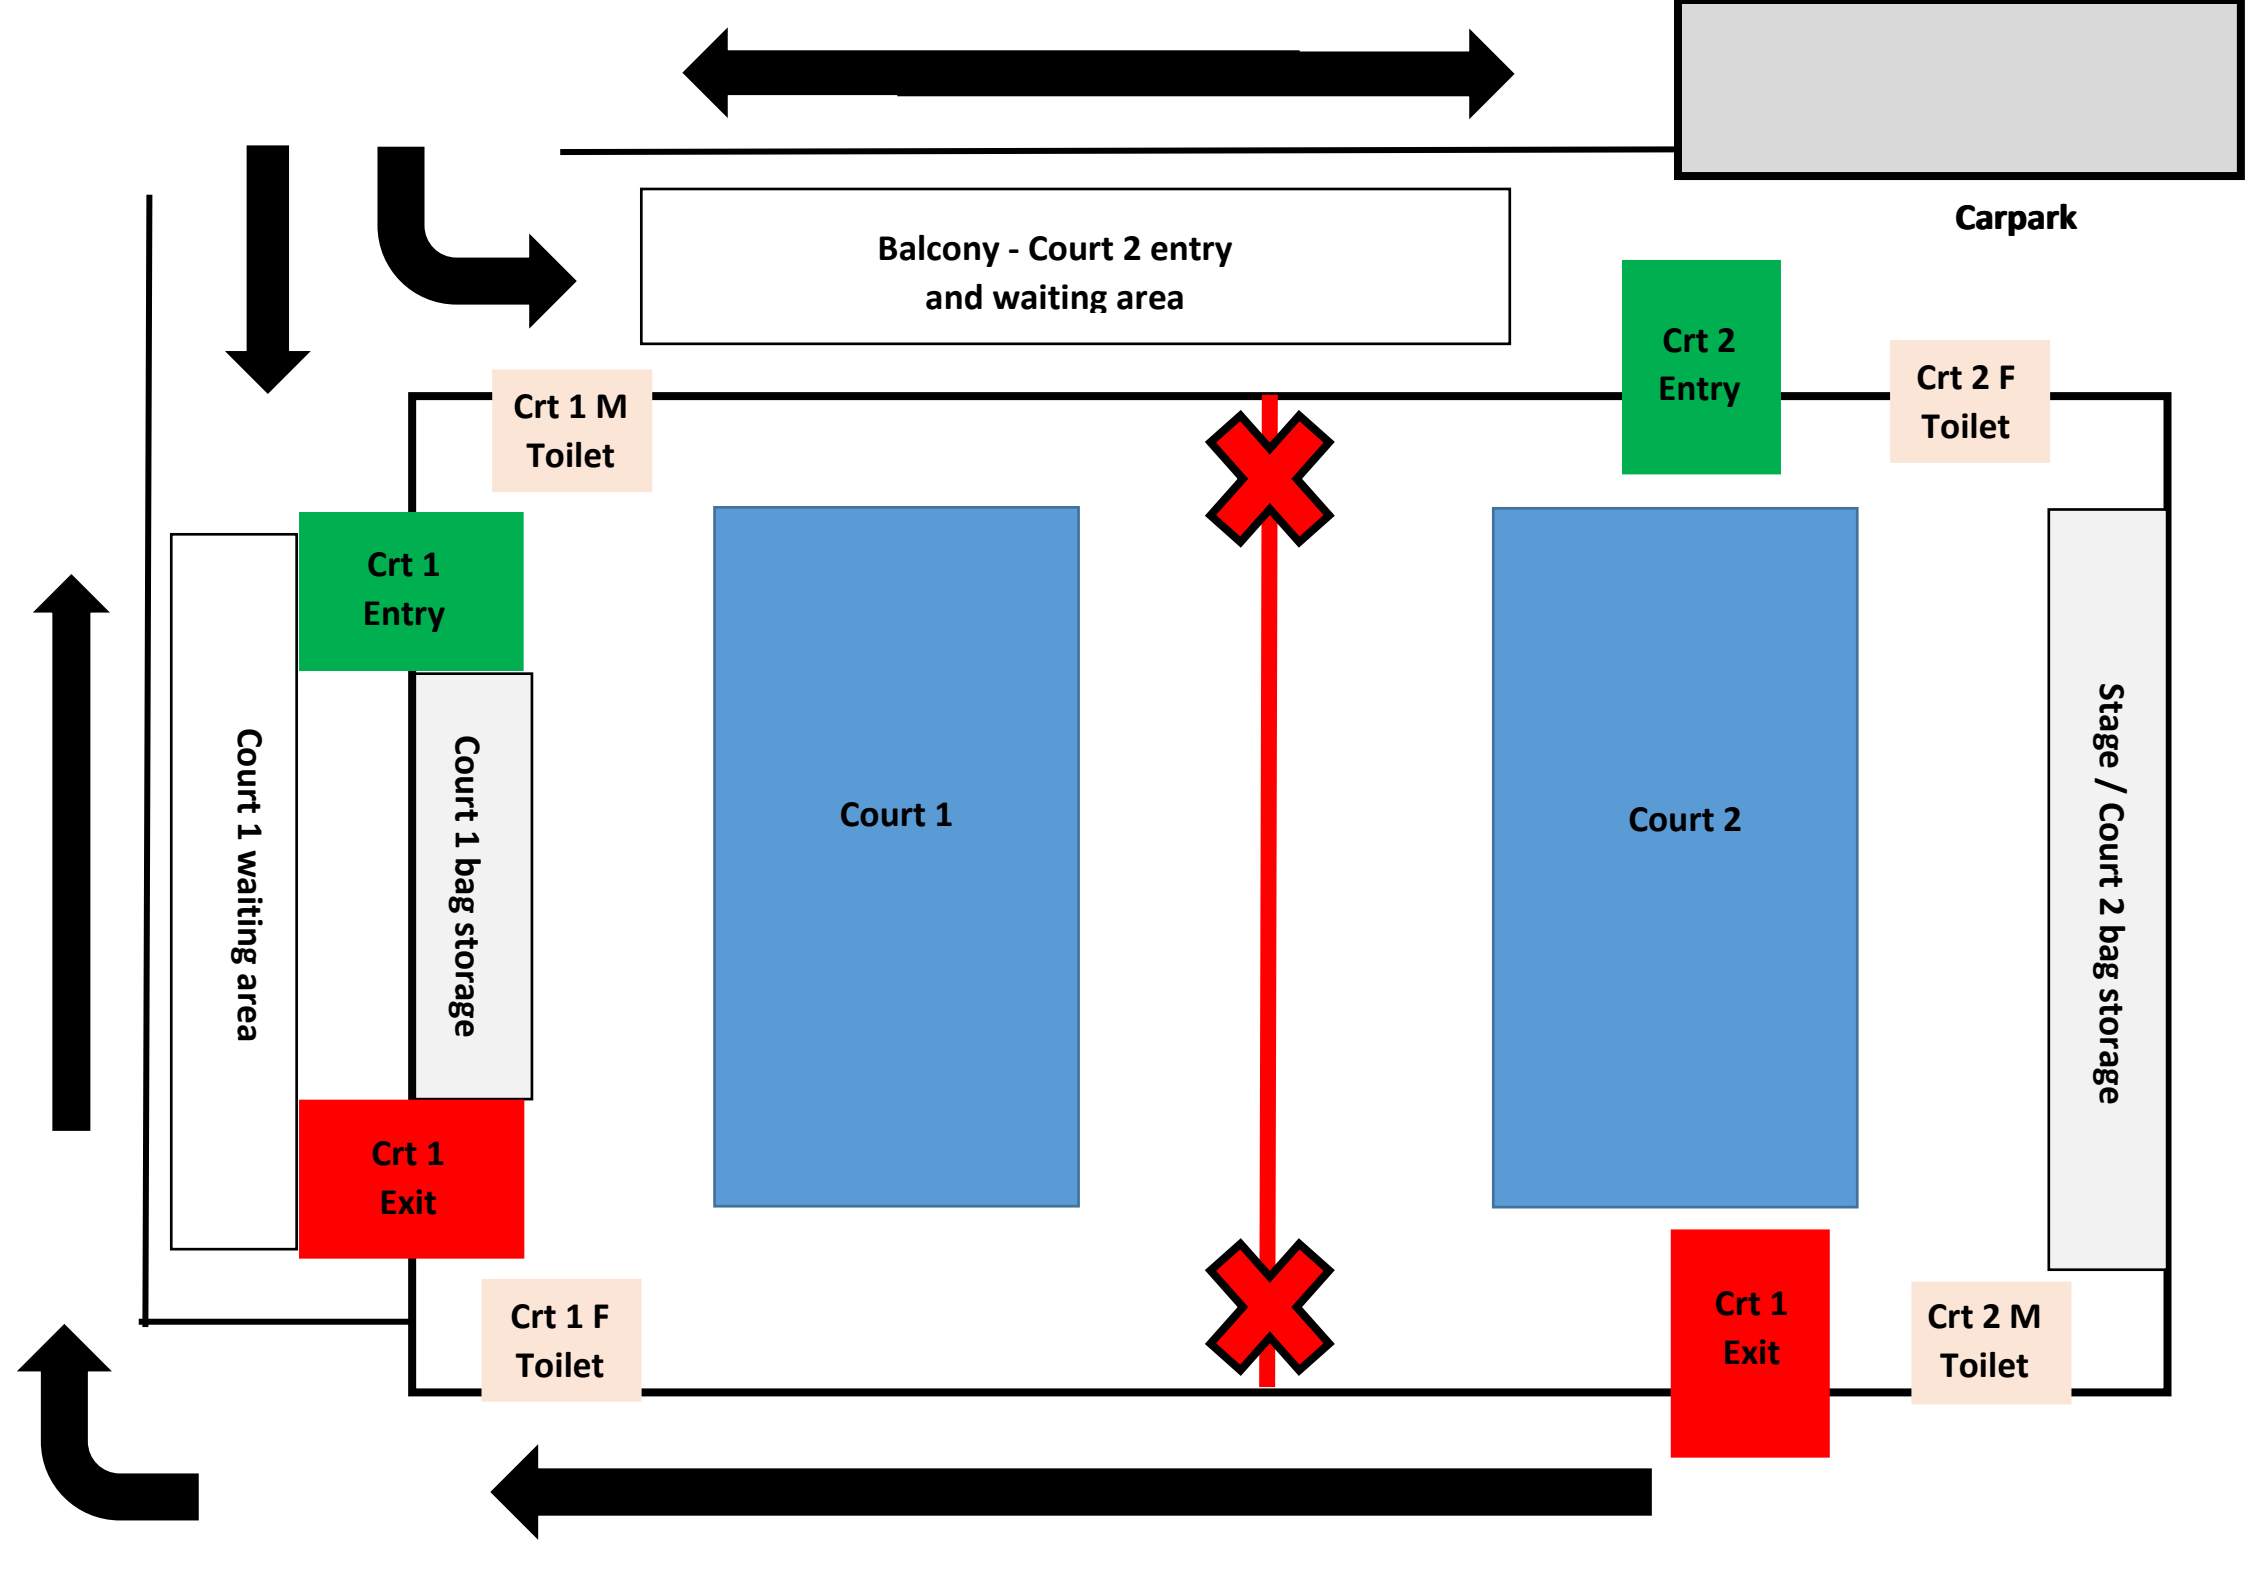 Carpark
Balcony - Court 2 entry
and waiting area
Crt 2
Entry
Crt 2 F
Toilet
Crt 1 M
Toilet
Crt 1
Entry
Court 1 waiting area
Court 1 bag storage
Court 1
Court 2
Stage / Court 2 bag storage
Crt 1
Exit
Crt 1 F
Toilet
Crt 1
Exit
Crt 2 M
Toilet